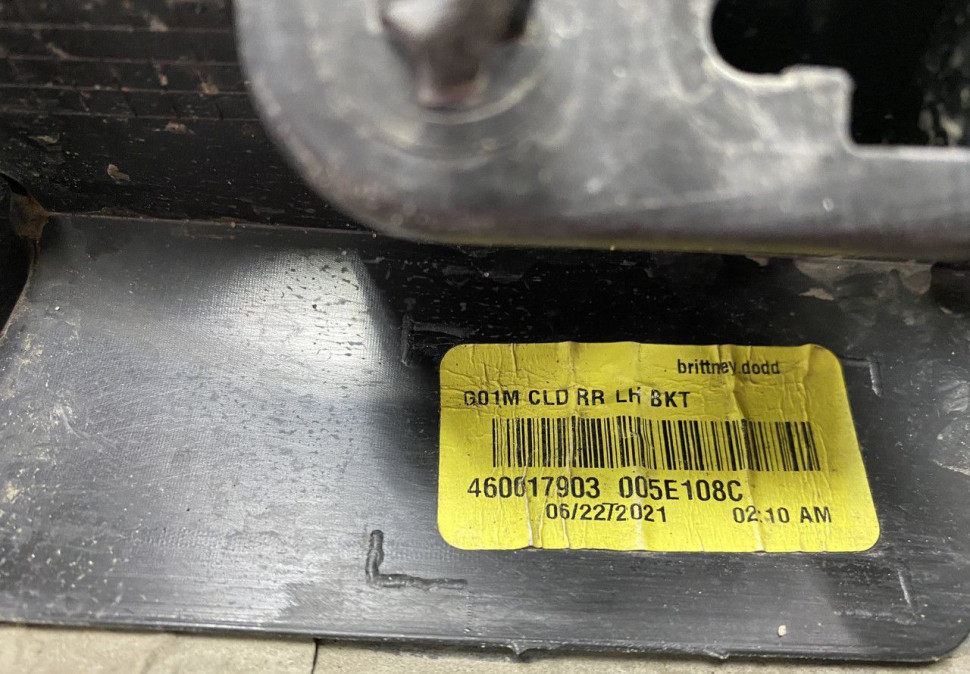 brittney.dodd
G01M CLD RR LH BKT
460017903 005E108C
06/22/2021 02:10 AM